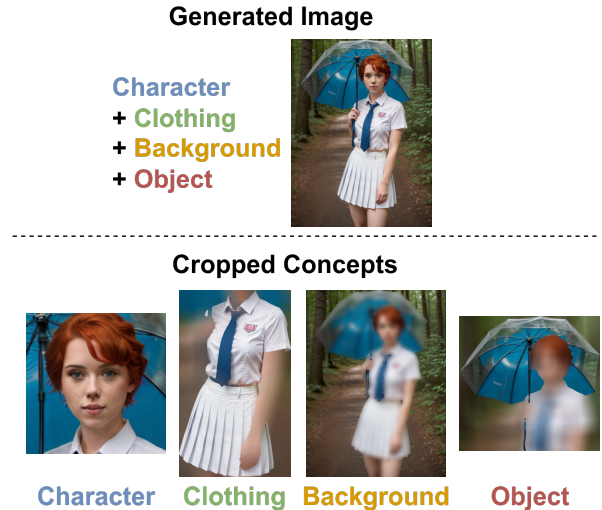 Generated Image
Character
+ Clothing
+ Background
+ Object
Cropped Concepts
Character
Clothing
Background
Object